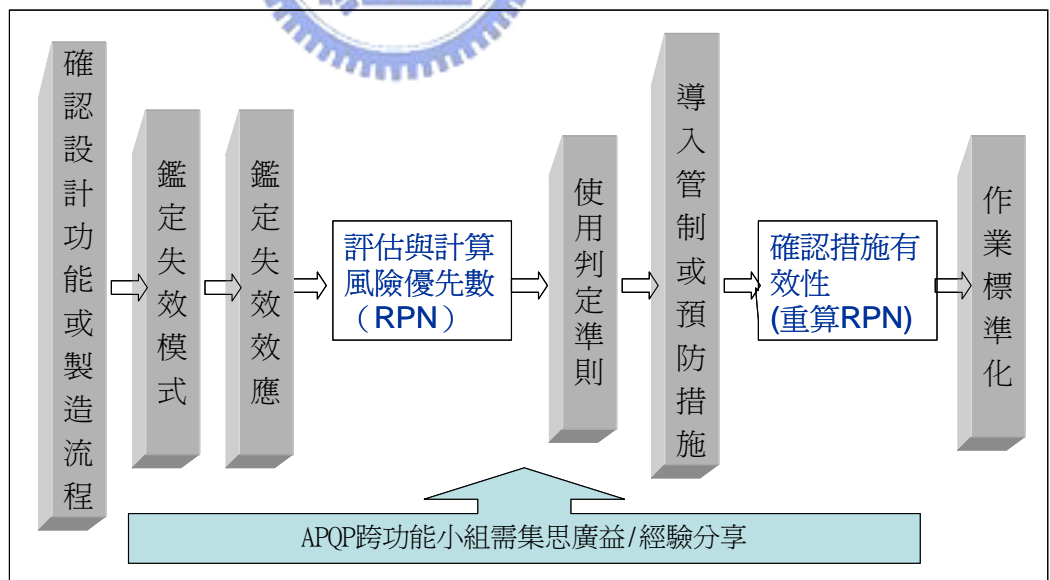 確認設計功能或製造流程
鑑定失效模式
鑑定失效效應
評估與計算
風險優先數
（RPN）
使用判定準則
導入管制或預防措施
確認措施有
效性
(重算RPN)
作業標準化
APQP跨功能小組需集思廣益/經驗分享